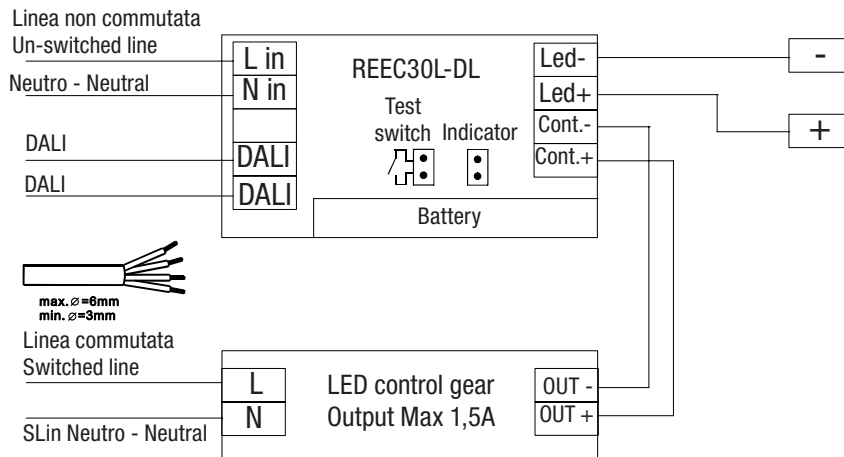 Linea non commutata
Un-switched line
Neutro - Neutral
DALI
DALI
L in
N in
DALI
DALI
REEC30L-DL
Test
switch
Indicator
Battery
Led-
Led+
Cont.-
Cont.+
-
+
max. ⌀=6mm
min. ⌀=3mm
Linea commutata
Switched line
SLin Neutro - Neutral
L
N
LED control gear
Output Max 1,5A
OUT -
OUT +